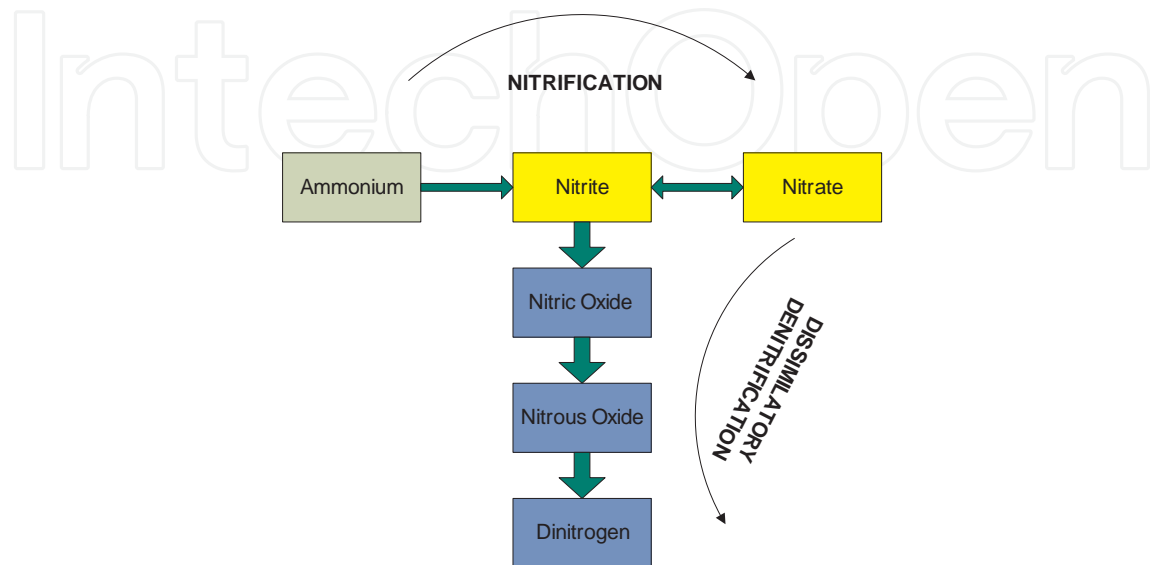 IntechOpen
NITRIFICATION
Ammonium
Nitrite
Nitrate
Nitric Oxide
Nitrous Oxide
Dinitrogen
DISSIMILATORY
DENITRIFICATION